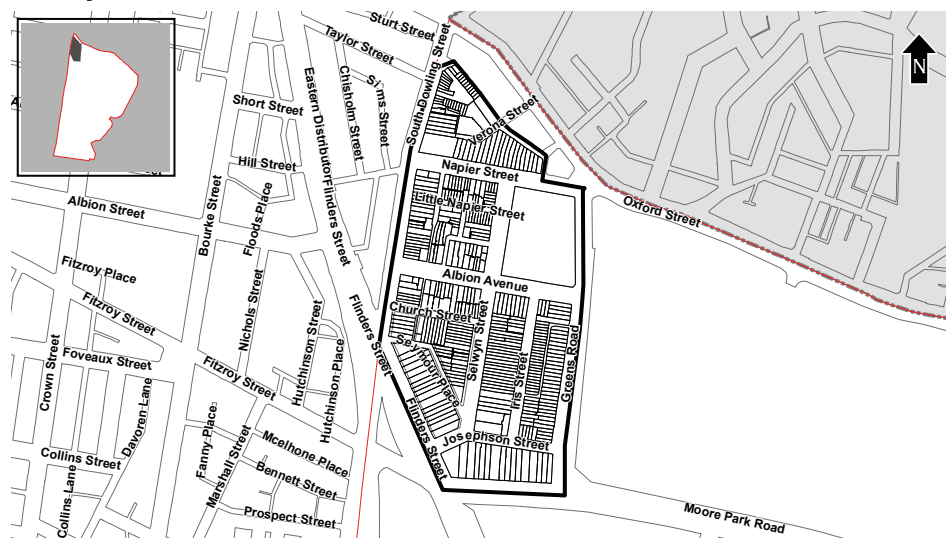 Sturt Street
Taylor Street
South Dowling Street
N
Sims Street
Chisholm Street
Eastern Distributor
Short Street
Verona Street
Hill Street
Napier Street
Flinders Street
Little Napier Street
Oxford Street
Albion Street
Bourke Street
Floods Place
Fitzroy Place
Albion Avenue
Fitzroy Street
Nichols Street
Flinders Street
Church Street
Hutchinson Street
Selwyn Street
Greens Road
Crown Street
Foveaux Street
Seymour Place
Iris Street
Fitzroy Street
Hutchinson Place
Davoren Lane
Fanny Place
Flinders Street
Josephson Street
Mcelhone Place
Marshall Street
Collins Street
Bennett Street
Collins Lane
Prospect Street
Moore Park Road